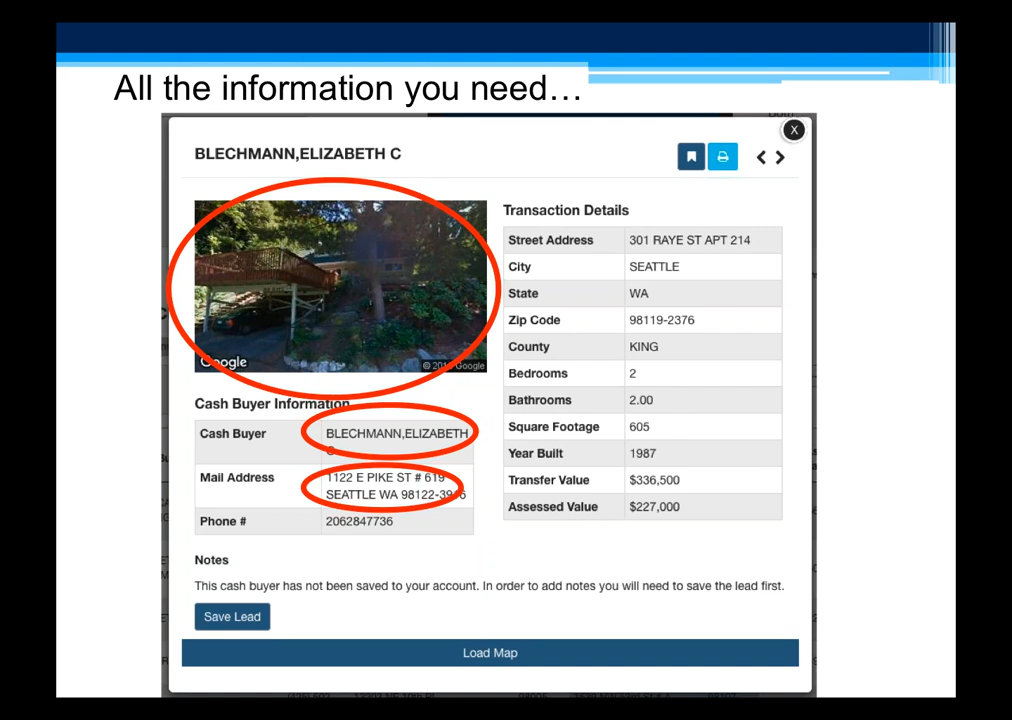 All the information you need…
X
BLECHMANN,ELIZABETH C
Transaction Details
Street Address 301 RAYE ST APT 214
City SEATTLE
State WA
Zip Code 98119-2376
County KING
Bedrooms 2
Bathrooms 2.00
Square Footage 605
Year Built 1987
Transfer Value $336,500
Assessed Value $227,000
Google
Google
Cash Buyer Information
Cash Buyer BLECHMANN,ELIZABETH
C
Mail Address 1122 E PIKE ST # 619
SEATTLE WA
Phone # 2062847736
Notes
This cash buyer has not been saved to your account. In order to add notes you will need to save the lead first.
Save Lead
Load Map